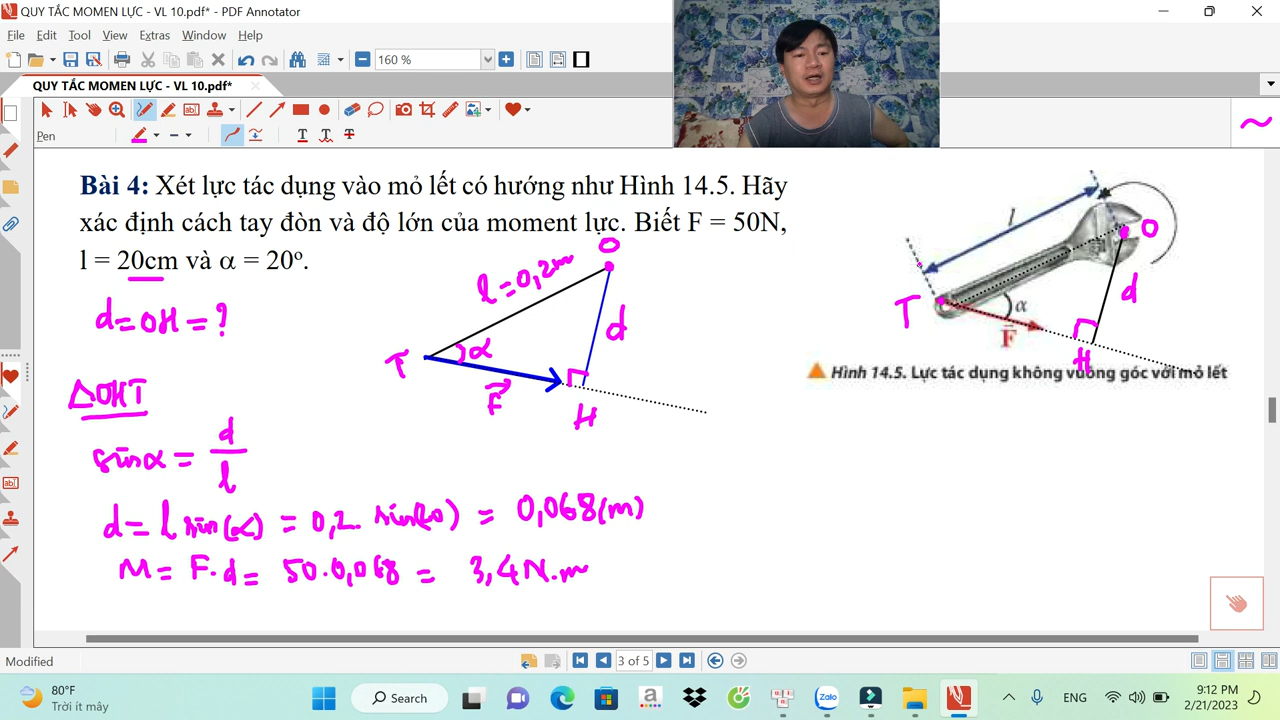 QUY TẮC MOMEN LỰC - VL 10.pdf* - PDF Annotator
File Edit Tool View Extras Window Help
160 %
QUY TẮC MOMEN LỰC - VL 10.pdf*
Pen
Bài 4: Xét lực tác dụng vào mỏ lết có hướng như Hình 14.5. Hãy
xác định cách tay đòn và độ lớn của moment lực. Biết F = 50N,
l = 20cm và α = 20º.
d = OH = ?
l = 0,2m
O
d
T
α
F
H
l
O
d
T
α
F
H
Hình 14.5. Lực tác dụng không vuông góc với mỏ lết
ΔOHT
sinα = d/l
d = l sin(α) = 0,2. sin(20) = 0,068(m)
M = F.d = 50.0,068 = 3,4N.m
Modified
3 of 5
80°F
Trời ít mây
Search
Zalo
ENG
9:12 PM
2/21/2023